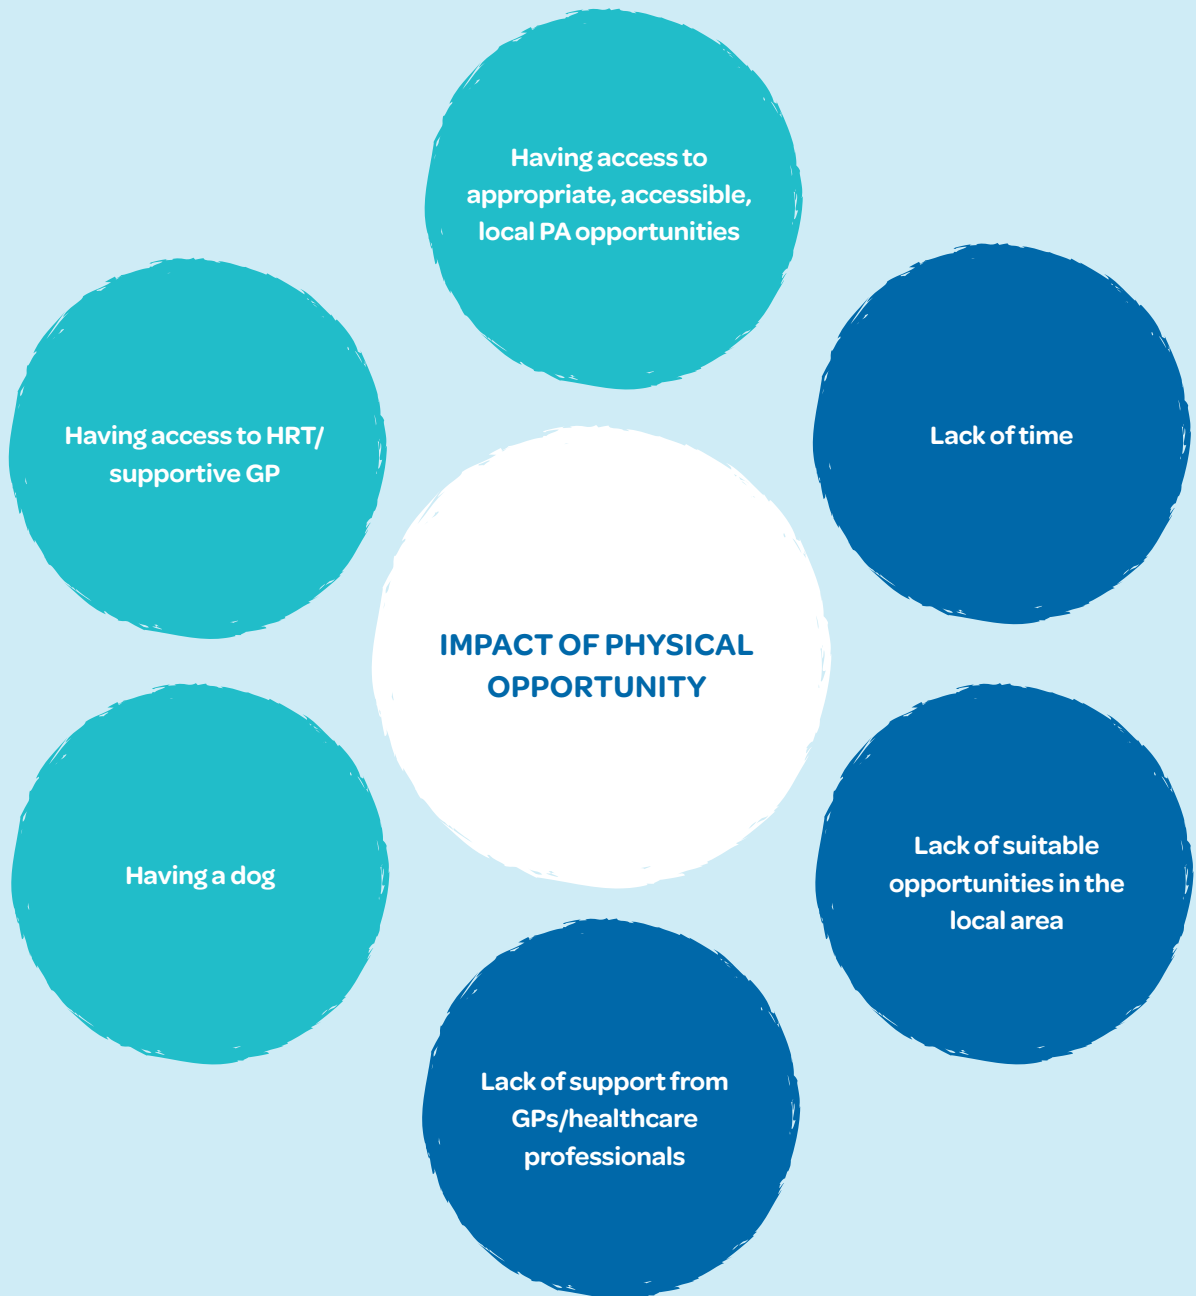 Having access to
appropriate, accessible,
local PA opportunities
Having access to HRT/
supportive GP
Lack of time
IMPACT OF PHYSICAL
OPPORTUNITY
Having a dog
Lack of suitable
opportunities in the
local area
Lack of support from
GPs/healthcare
professionals